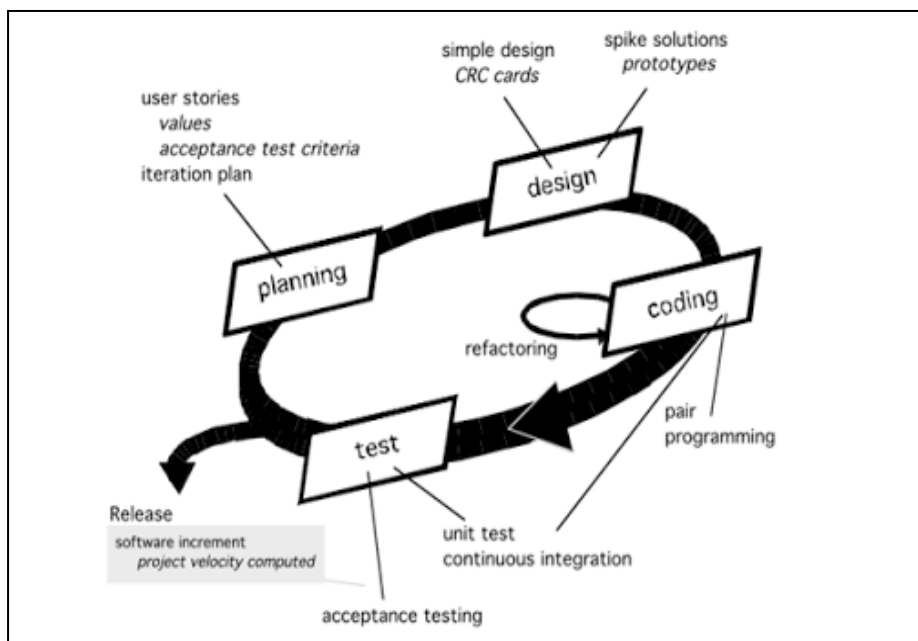 spike solutions
prototypes
simple design
CRC cards
user stories
values
acceptance test criteria
iteration plan
design
planning
coding
refactoring
pair
programming
test
Release
software increment
project velocity computed
unit test
continuous integration
acceptance testing